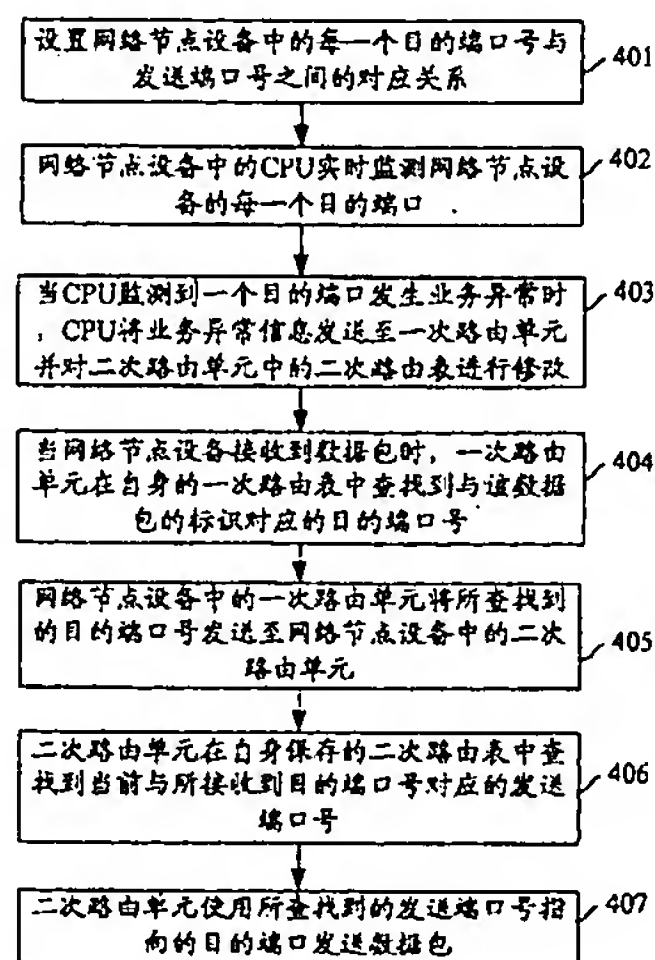 设置网络节点设备中的每一个目的端口号与
发送端口号之间的对应关系
401
网络节点设备中的CPU实时监测网络节点设
备的每一个目的端口
402
当CPU监测到一个目的端口发生业务异常时
，CPU将业务异常信息发送至一次路由单元
并对二次路由单元中的二次路由表进行修改
403
当网络节点设备接收到数据包时，一次路由
单元在自身的一次路由表中查找到与该数据
包的标识对应的目的端口号
404
网络节点设备中的一次路由单元将所查找到
的目的端口号发送至网络节点设备中的二次
路由单元
405
二次路由单元在自身保存的二次路由表中查
找到当前与所接收到目的端口号对应的发送
端口号
406
二次路由单元使用所查找到的发送端口号指
向的目的端口发送数据包
407